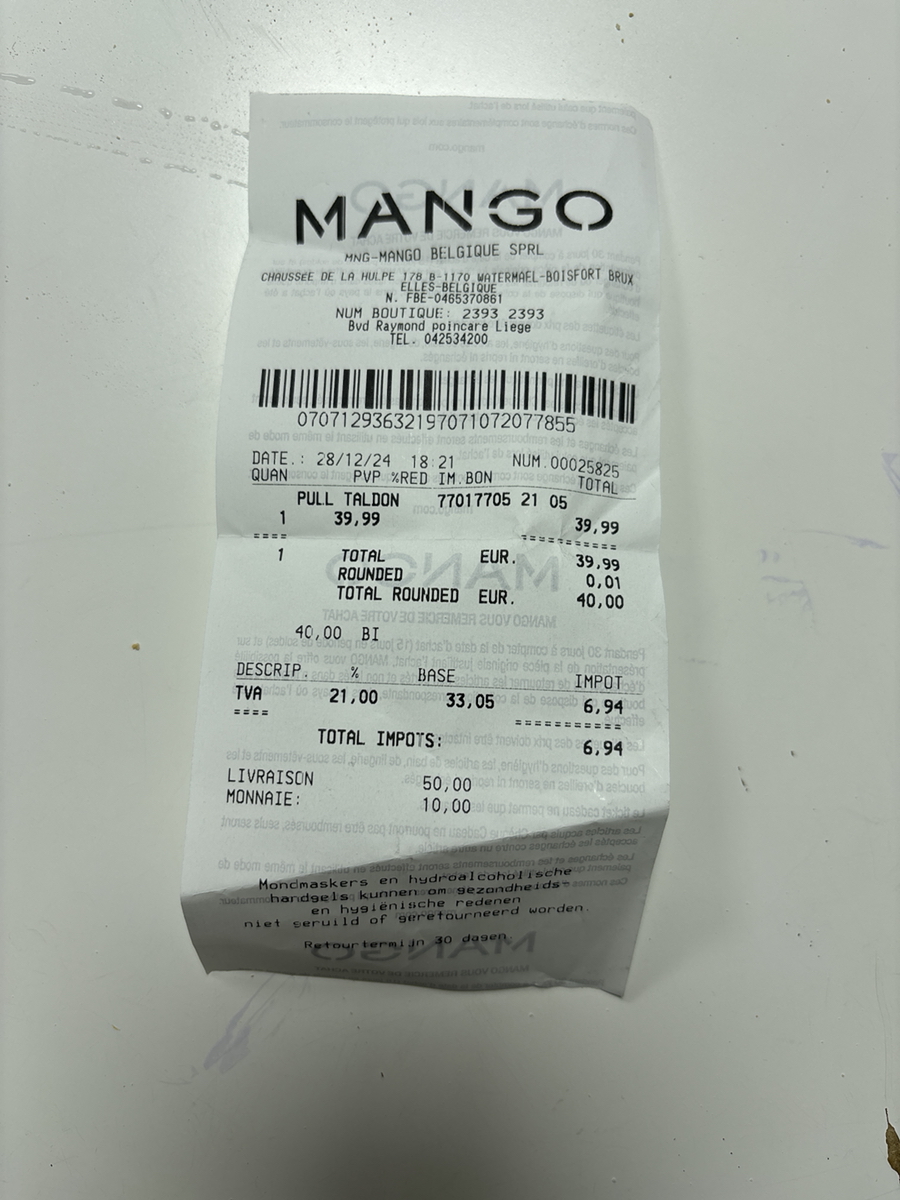 MANGO
MNG-MANGO BELGIQUE SPRL
CHAUSSEE DE LA HULPE 178 B-1170 WATERMAEL-BOISFORT BRUX
ELLES-BELGIQUE
N. FBE-0465370861
NUM BOUTIQUE: 2393 2393
Bvd Raymond poincare Liege
TEL. 042534200
0707129363219707107207​7855
DATE.: 28/12/24 18:21 NUM.00025825
QUAN PVP %RED IM.BON TOTAL
PULL TALDON 77017705 21 05
1 39,99 39,99
==== ===========
1 TOTAL EUR. 39,99
ROUNDED 0,01
TOTAL ROUNDED EUR. 40,00
40,00 BI
DESCRIP. % BASE IMPOT
TVA 21,00 33,05 6,94
==== ===========
TOTAL IMPOTS: 6,94
LIVRAISON 50,00
MONNAIE: 10,00
Mondmaskers en hydroalcoholische
handgels kunnen om gezondheids-
en hygiënische redenen
niet geruild of geretourneerd worden.
Retourtermijn 30 dagen.